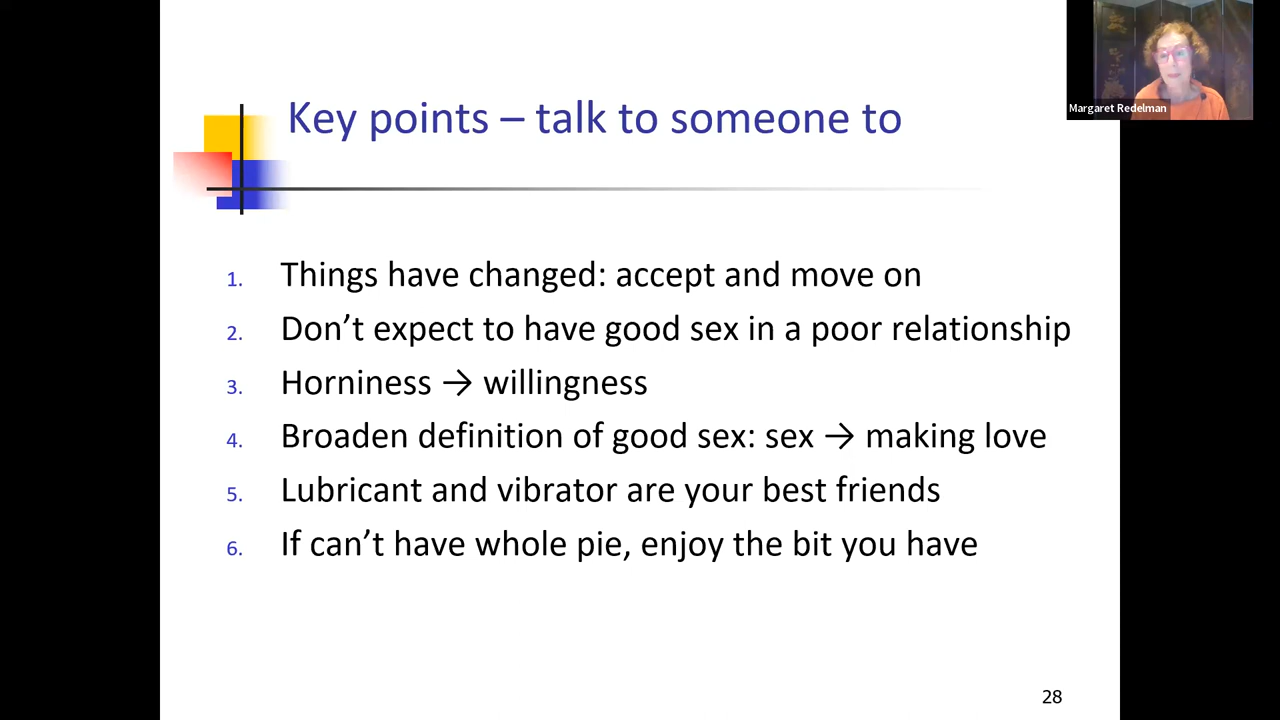 Margaret Redelman
Key points – talk to someone to
1. Things have changed: accept and move on
2. Don’t expect to have good sex in a poor relationship
3. Horniness → willingness
4. Broaden definition of good sex: sex → making love
5. Lubricant and vibrator are your best friends
6. If can’t have whole pie, enjoy the bit you have
28